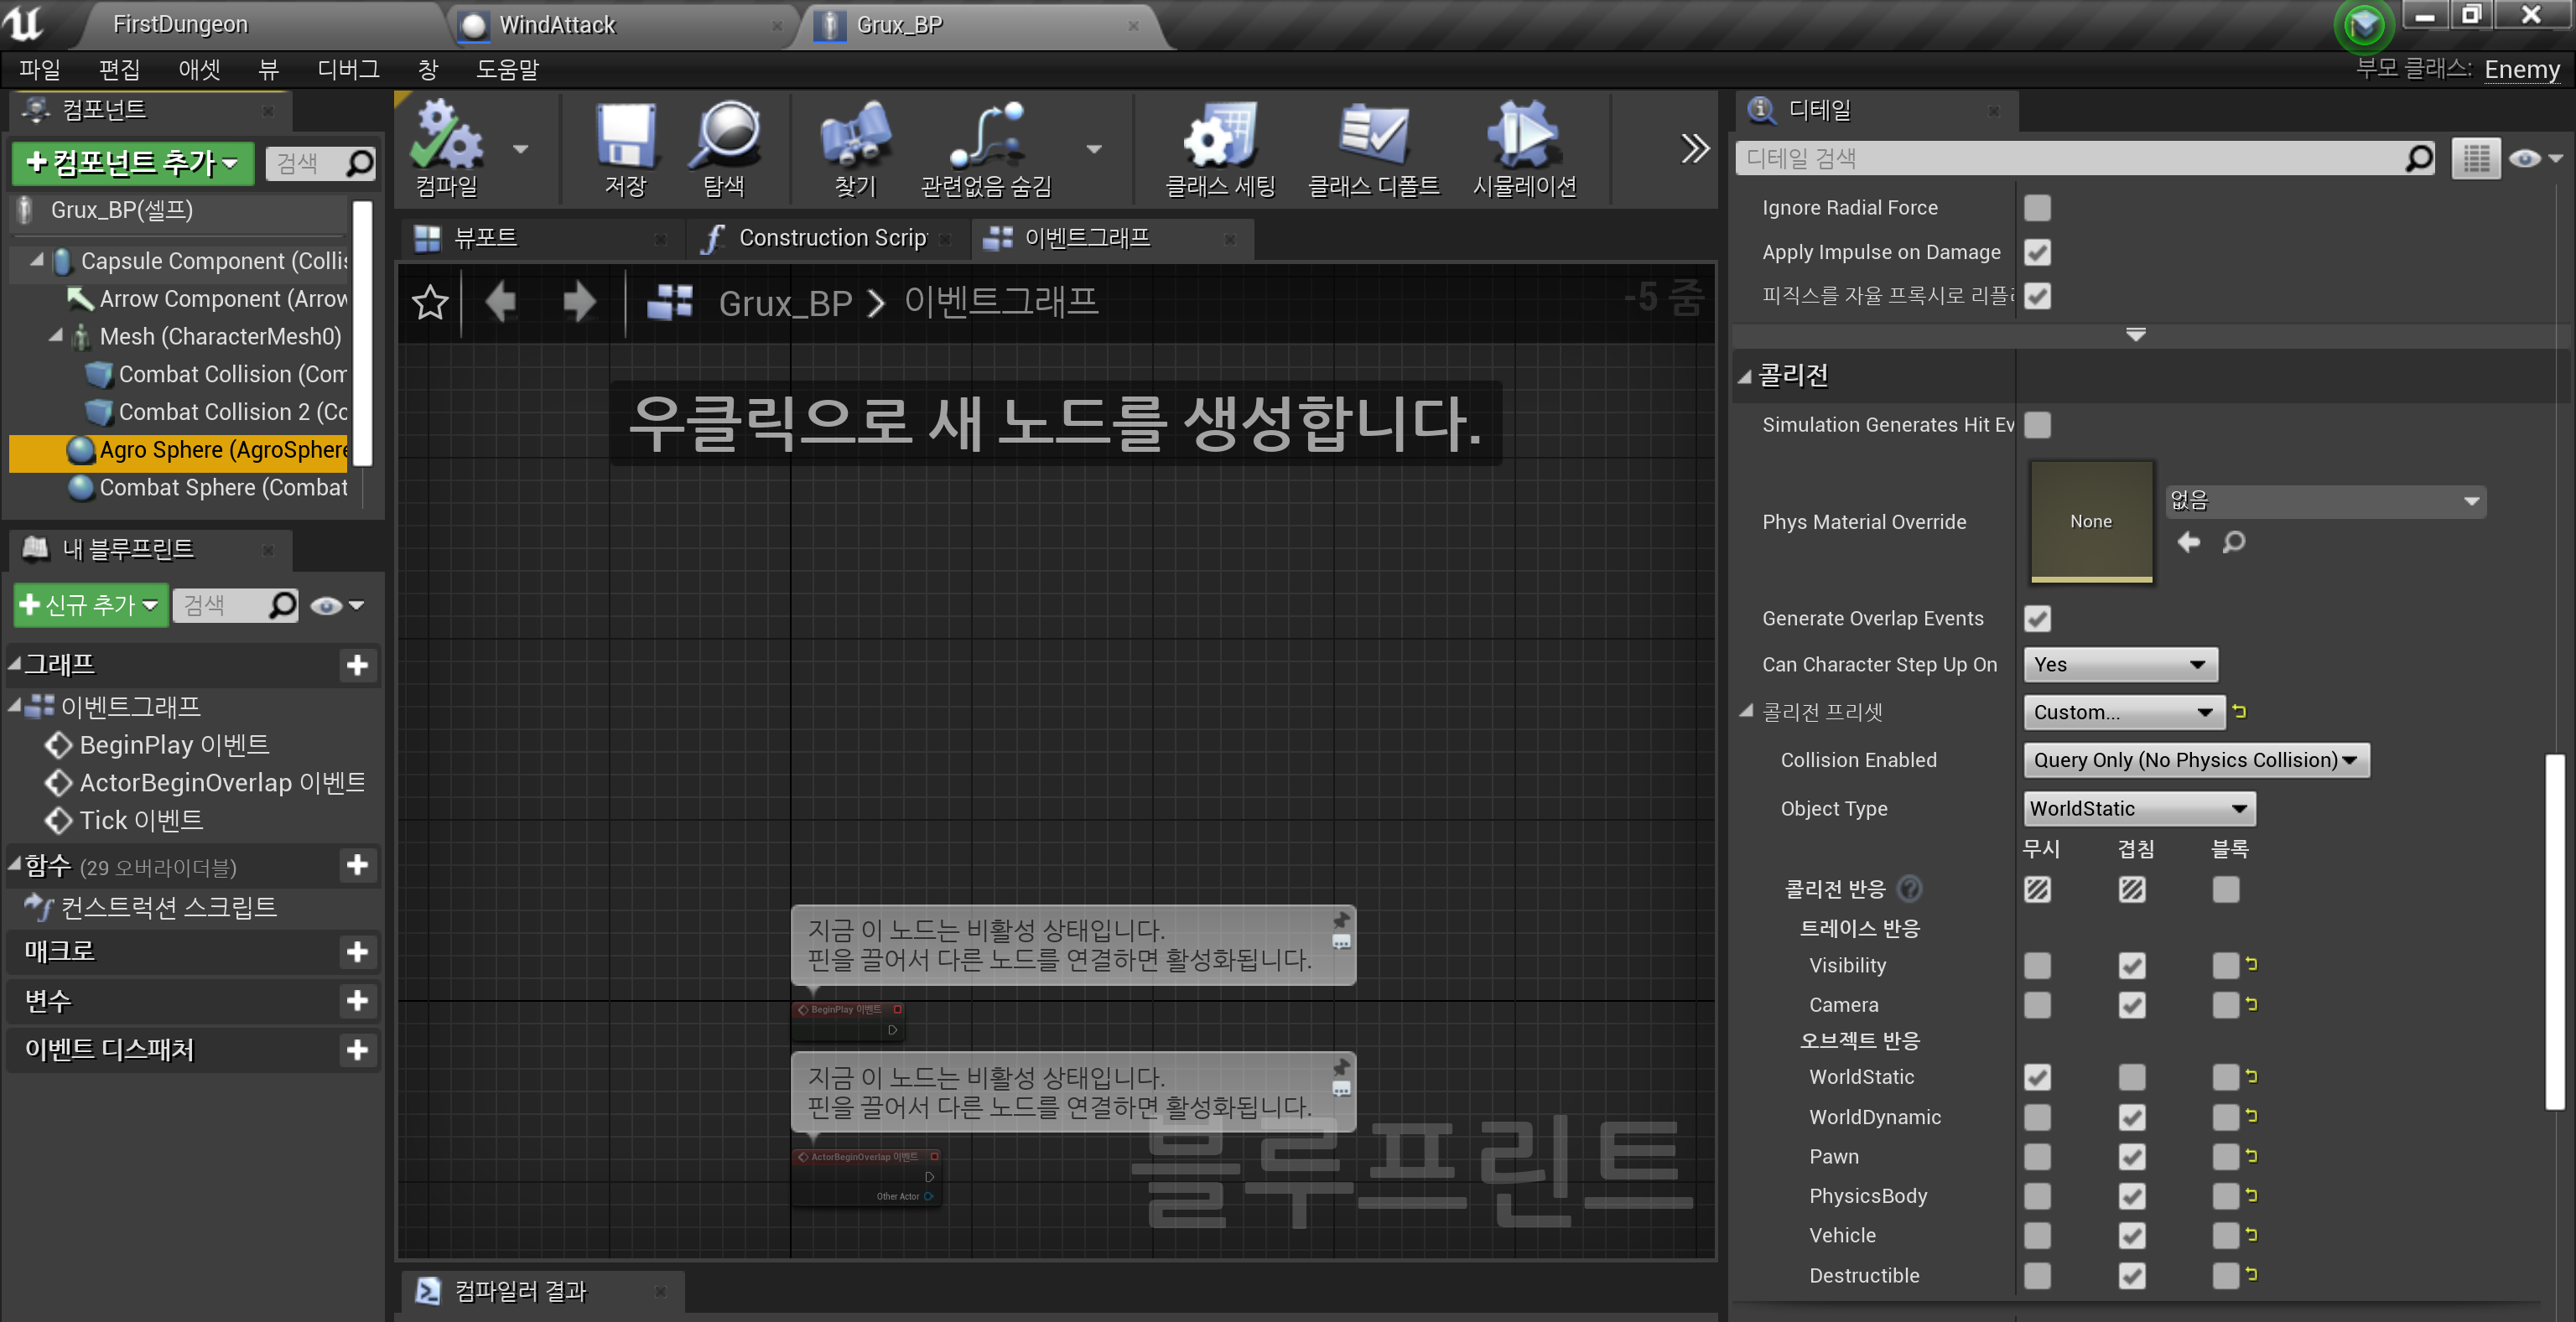 FirstDungeon
WindAttack
Grux_BP
파일 편집 애셋 뷰 디버그 창 도움말
부모 클래스: Enemy
컴포넌트
+컴포넌트 추가
검색
Grux_BP(셀프)
Capsule Component (Collis
Arrow Component (Arrow
Mesh (CharacterMesh0)
Combat Collision (Com
Combat Collision 2 (Co
Agro Sphere (AgroSphere
Combat Sphere (Combat
내 블루프린트
+신규 추가
검색
그래프
이벤트그래프
BeginPlay 이벤트
ActorBeginOverlap 이벤트
Tick 이벤트
함수 (29 오버라이더블)
컨스트럭션 스크립트
매크로
변수
이벤트 디스패처
컴파일
저장
탐색
찾기
관련없음 숨김
클래스 세팅
클래스 디폴트
시뮬레이션
뷰포트
Construction Scrip
이벤트그래프
Grux_BP > 이벤트그래프
-5 줌
우클릭으로 새 노드를 생성합니다.
지금 이 노드는 비활성 상태입니다.
핀을 끌어서 다른 노드를 연결하면 활성화됩니다.
BeginPlay 이벤트
지금 이 노드는 비활성 상태입니다.
핀을 끌어서 다른 노드를 연결하면 활성화됩니다.
ActorBeginOverlap 이벤트
Other Actor
블루프린트
컴파일러 결과
디테일
디테일 검색
Ignore Radial Force
Apply Impulse on Damage
피직스를 자율 프록시로 리플리
콜리전
Simulation Generates Hit Ev
Phys Material Override
None
없음
Generate Overlap Events
Can Character Step Up On
Yes
콜리전 프리셋
Custom...
Collision Enabled
Query Only (No Physics Collision)
Object Type
WorldStatic
무시 겹침 블록
콜리전 반응
트레이스 반응
Visibility
Camera
오브젝트 반응
WorldStatic
WorldDynamic
Pawn
PhysicsBody
Vehicle
Destructible